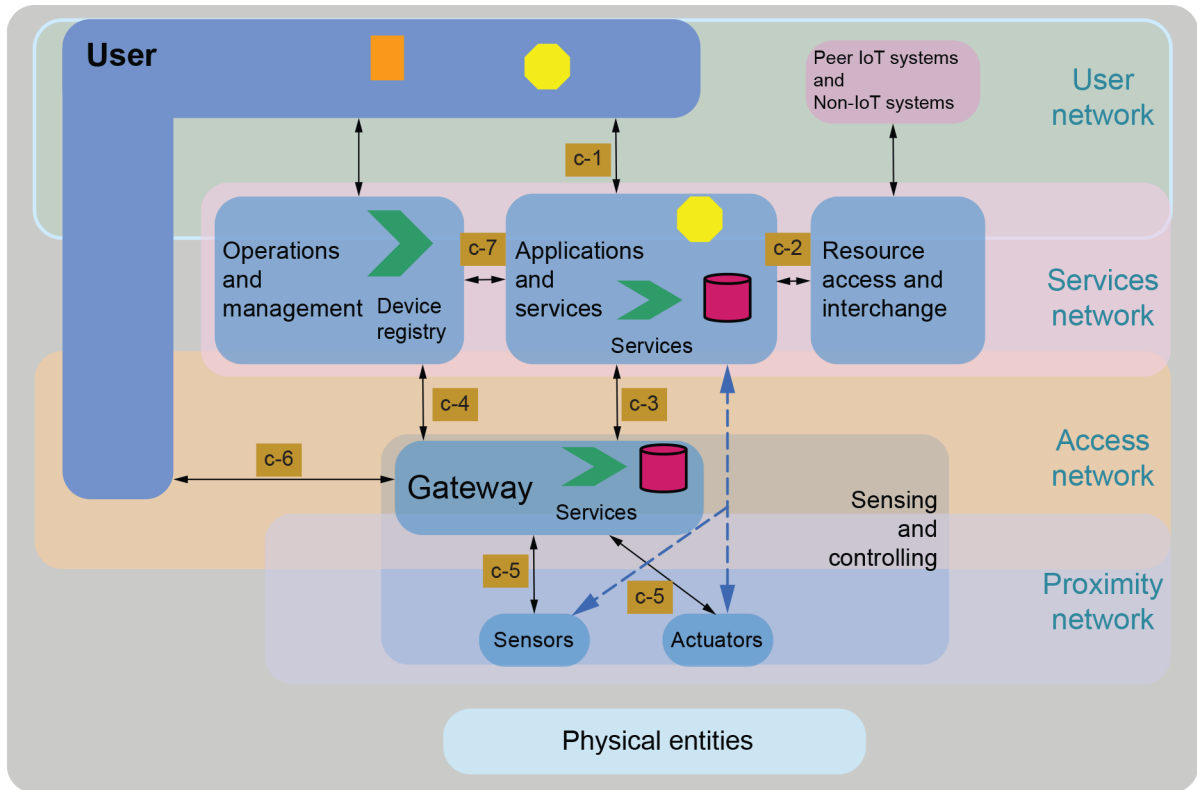 User
Peer IoT systems
and
Non-IoT systems
User
network
c-1
Operations
and
management
Device
registry
c-7
Applications
and
services
Services
c-2
Resource
access and
interchange
Services
network
c-4
c-3
Access
network
c-6
Gateway
Services
Sensing
and
controlling
c-5
c-5
Proximity
network
Sensors
Actuators
Physical entities